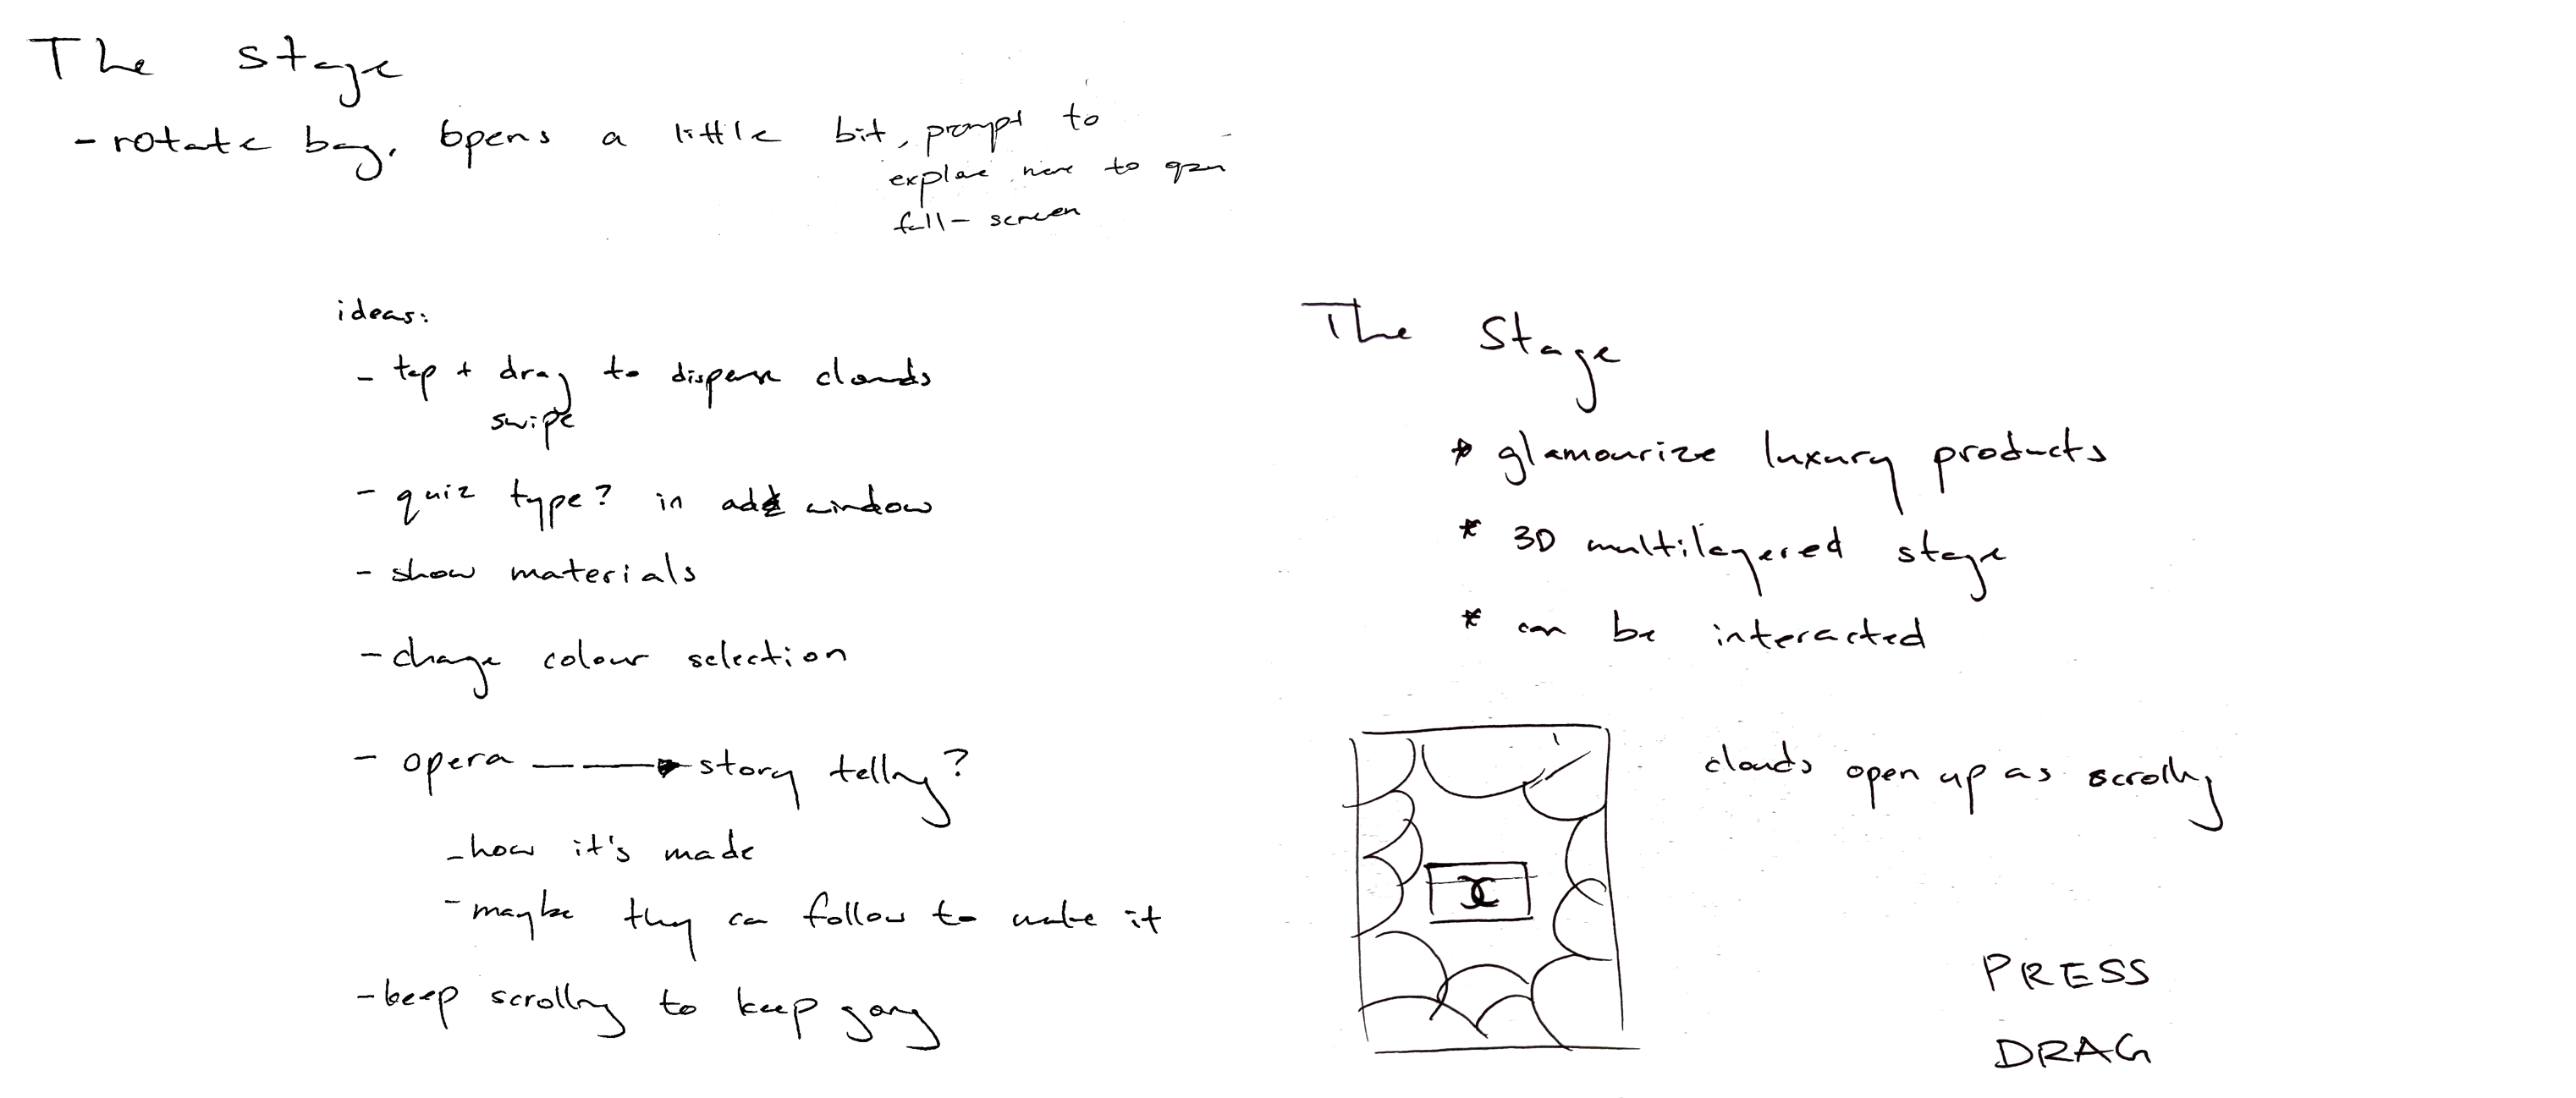 The stage
- rotate bag, opens a little bit, prompt to
explore more to open
full-screen
ideas:
- tap + drag to disperse clouds
swipe
- quiz type? in add window
- show materials
- change colour selection
- opera → story telling?
- how it's made
- maybe they can follow to make it
- keep scrolling to keep going
The Stage
* glamourize luxury products
* 3D multilayered stage
* can be interacted
clouds open up as scrolling
PRESS
DRAG